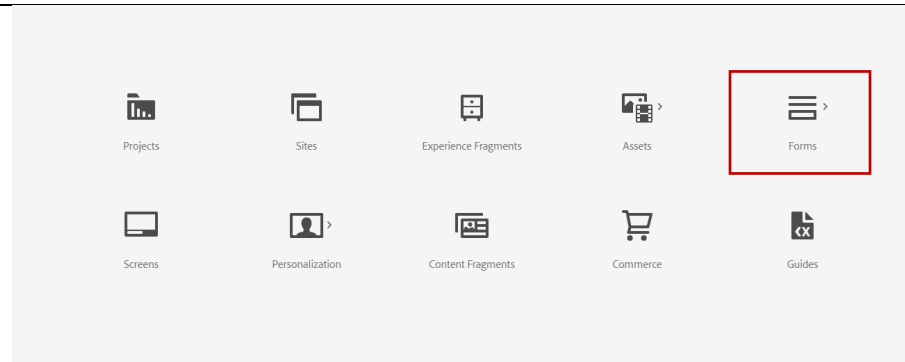 Projects
Sites
Experience Fragments
Assets
Forms
Screens
Personalization
Content Fragments
Commerce
Guides